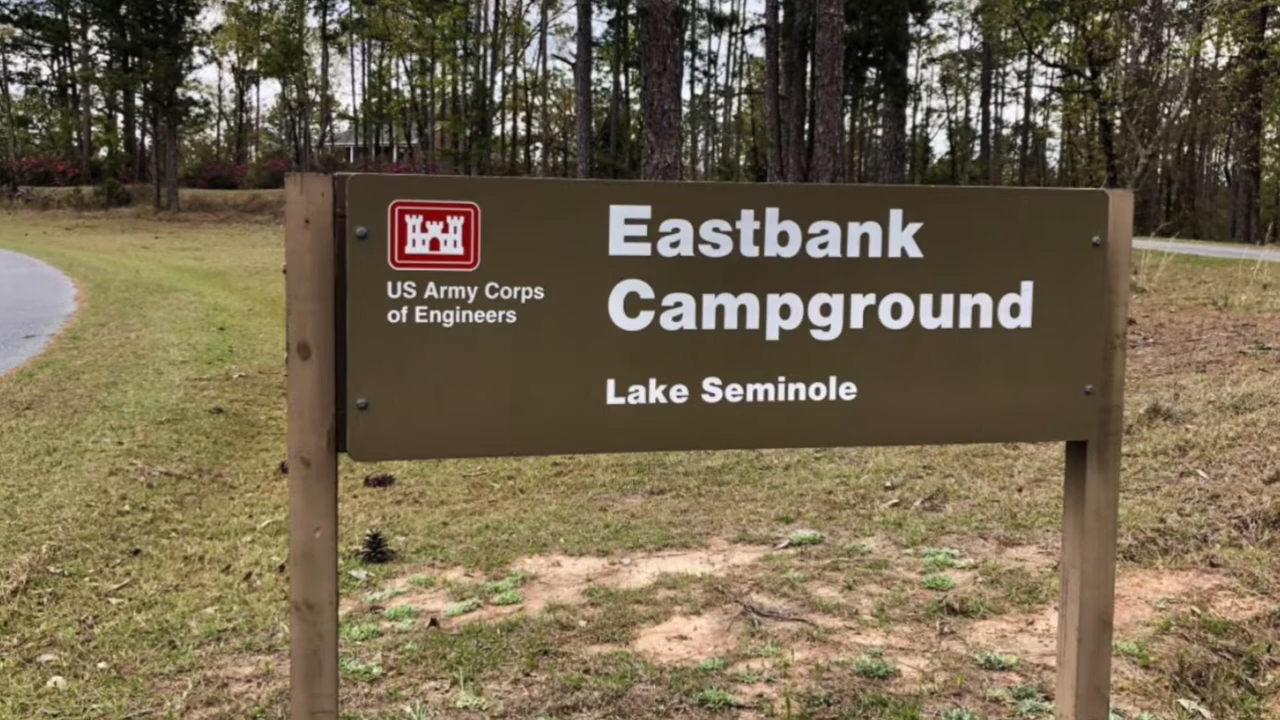 US Army Corps
of Engineers
Eastbank
Campground
Lake Seminole